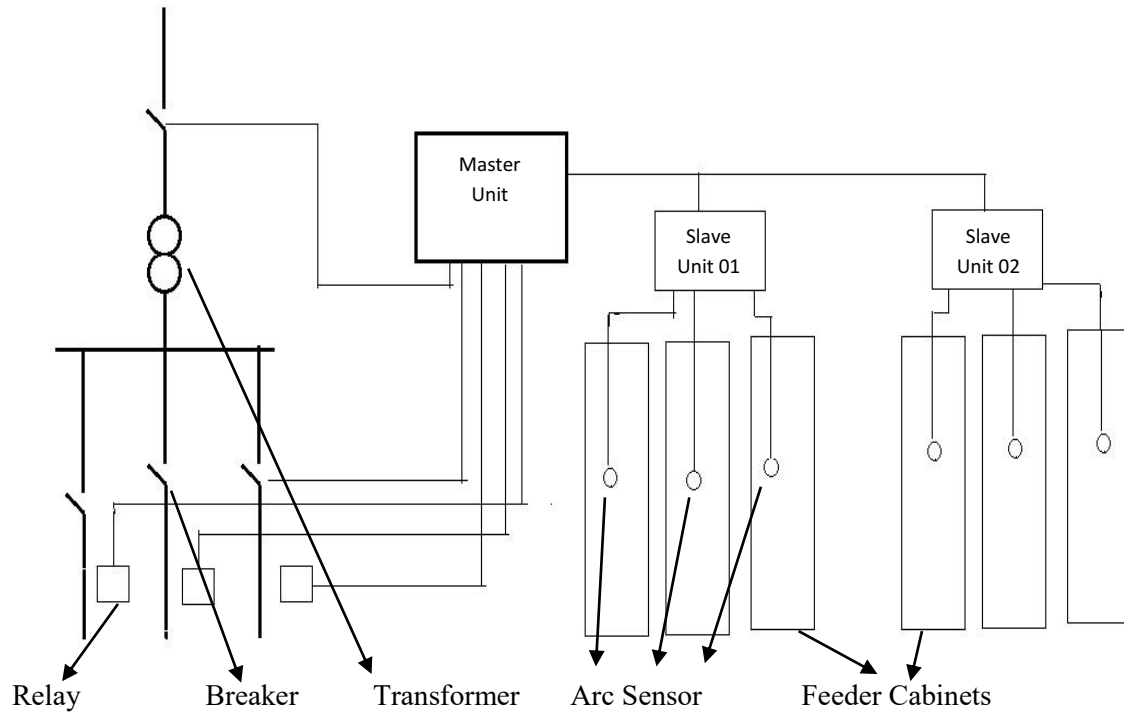 Master
Unit
Slave
Unit 01
Slave
Unit 02
Relay
Breaker
Transformer
Arc Sensor
Feeder Cabinets